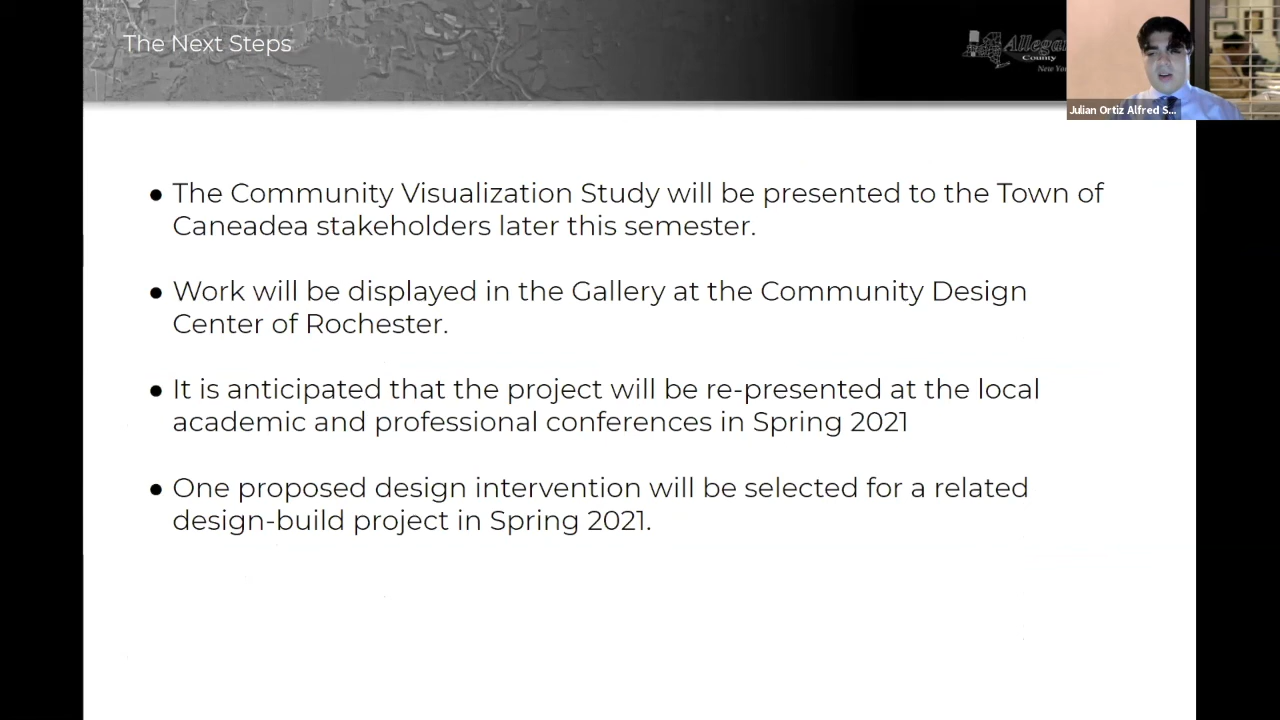 The Next Steps
County
Julian Ortiz Alfred S...
● The Community Visualization Study will be presented to the Town of
Caneadea stakeholders later this semester.
● Work will be displayed in the Gallery at the Community Design
Center of Rochester.
● It is anticipated that the project will be re-presented at the local
academic and professional conferences in Spring 2021
● One proposed design intervention will be selected for a related
design-build project in Spring 2021.